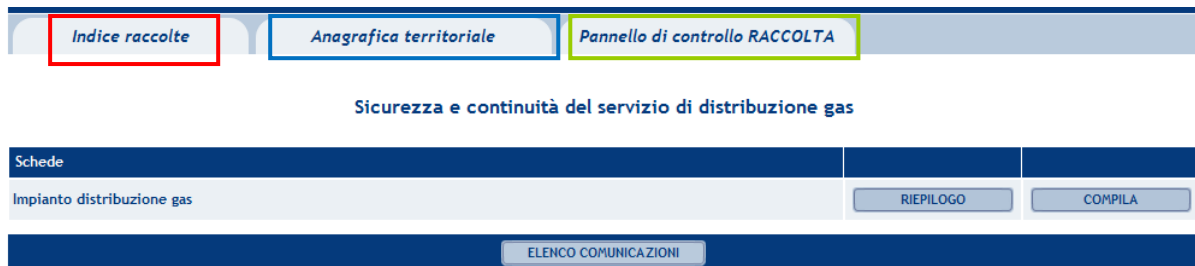 Indice raccolte Anagrafica territoriale Pannello di controllo RACCOLTA
Sicurezza e continuità del servizio di distribuzione gas
Schede
Impianto distribuzione gas RIEPILOGO COMPILA
ELENCO COMUNICAZIONI